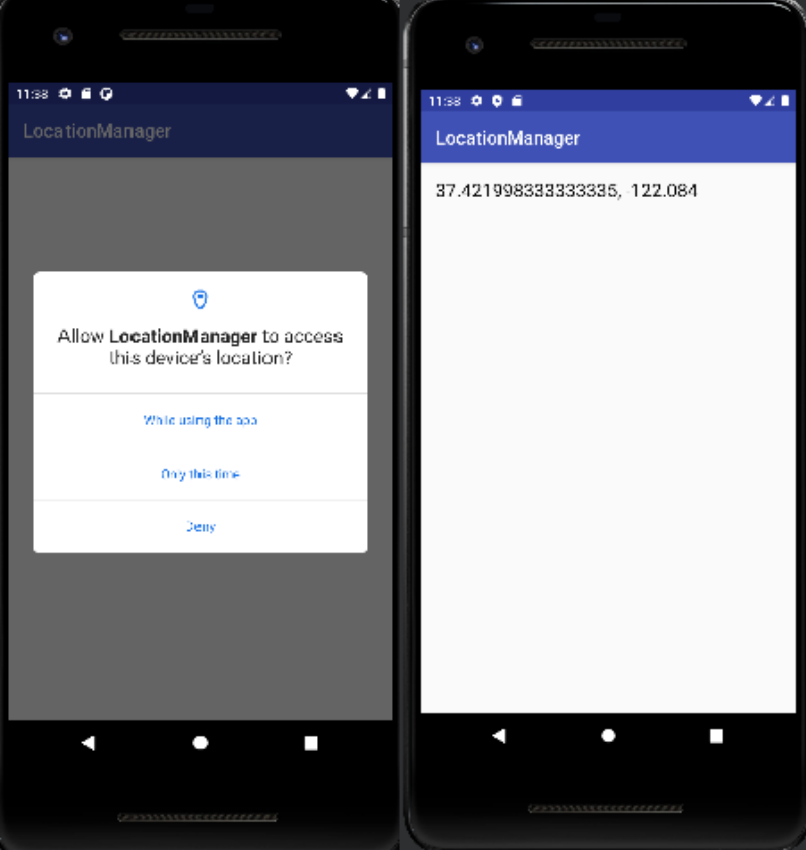 11:38
LocationManager
Allow LocationManager to access
this device's location?
While using the app
Only this time
Deny
11:38
LocationManager
37.421998333333335, -122.084